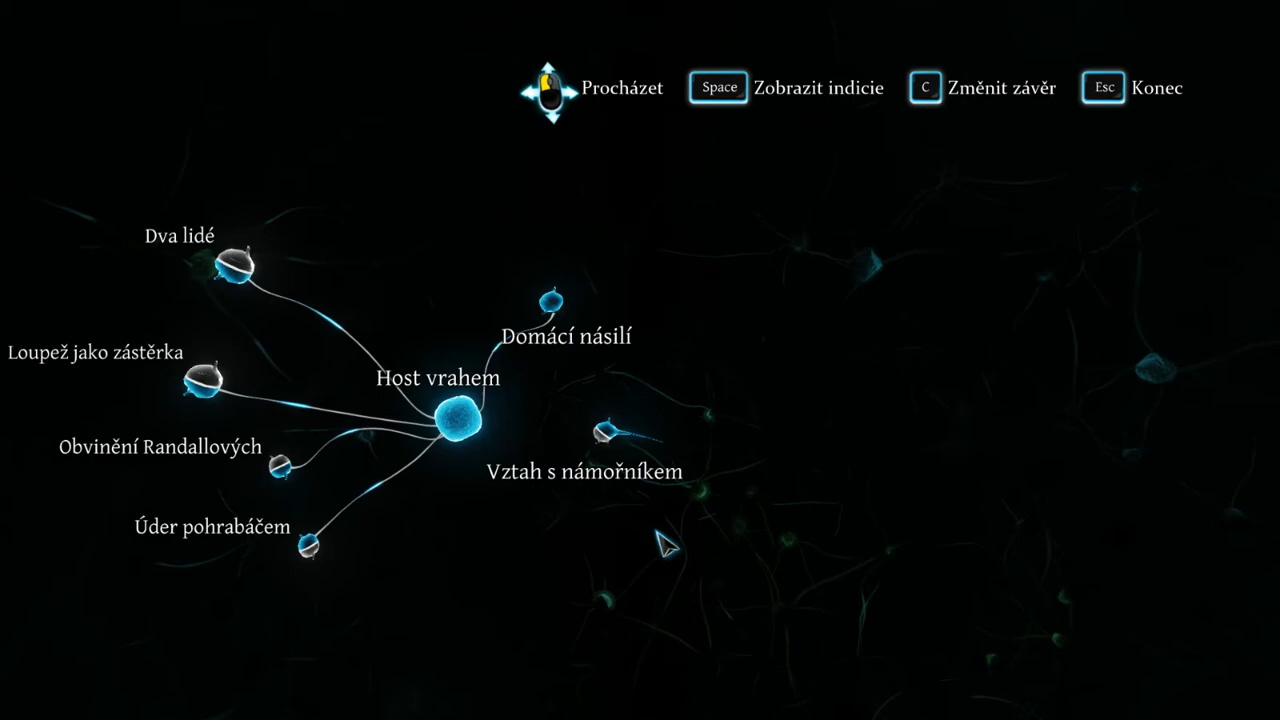 Procházet
Space Zobrazit indicie
C Změnit závěr
Esc Konec
Dva lidé
Domácí násilí
Loupež jako zástěrka
Host vrahem
Obvinění Randallových
Vztah s námořníkem
Úder pohrabáčem